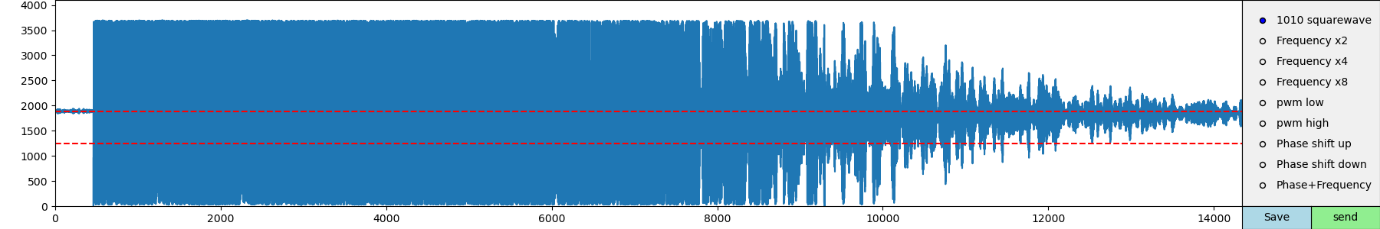 4000
3500
3000
2500
2000
1500
1000
500
0
0 2000 4000 6000 8000 10000 12000 14000
1010 squarewave
Frequency x2
Frequency x4
Frequency x8
pwm low
pwm high
Phase shift up
Phase shift down
Phase+Frequency
Save send